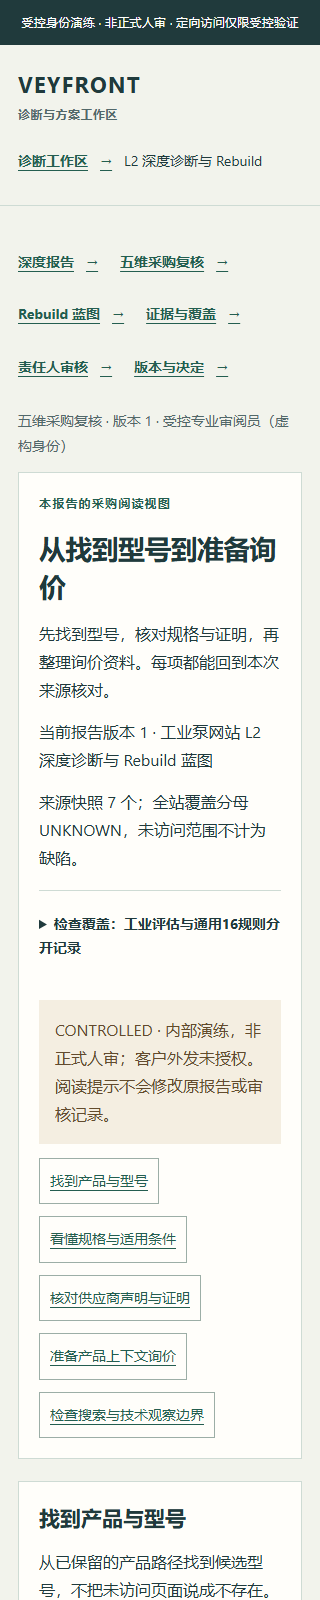 受控身份演练 · 非正式人审 · 定向访问仅限受控验证
VEYFRONT
诊断与方案工作区
诊断工作区 → L2 深度诊断与 Rebuild
深度报告 → 五维采购复核 →
Rebuild 蓝图 → 证据与覆盖 →
责任人审核 → 版本与决定 →
五维采购复核 · 版本 1 · 受控专业审阅员（虚
构身份）
本报告的采购阅读视图
从找到型号到准备询
价
先找到型号，核对规格与证明，再
整理询价资料。每项都能回到本次
来源核对。
当前报告版本 1 · 工业泵网站 L2
深度诊断与 Rebuild 蓝图
来源快照 7 个；全站覆盖分母
UNKNOWN，未访问范围不计为
缺陷。
▶ 检查覆盖：工业评估与通用16规则分
开记录
CONTROLLED · 内部演练，非
正式人审；客户外发未授权。
阅读提示不会修改原报告或审
核记录。
找到产品与型号
看懂规格与适用条件
核对供应商声明与证明
准备产品上下文询价
检查搜索与技术观察边界
找到产品与型号
从已保留的产品路径找到候选型
号，不把未访问页面说成不存在。